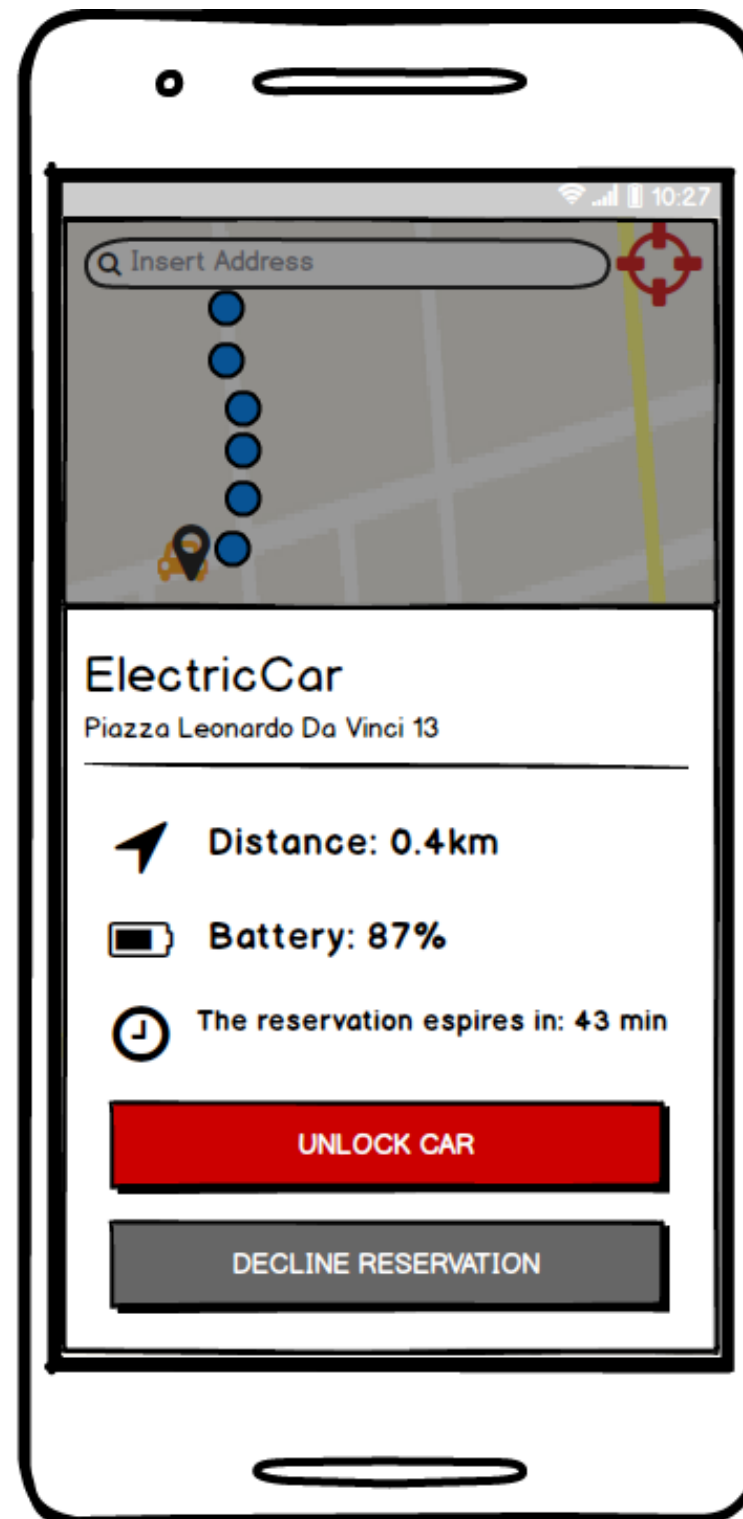 10:27
Insert Address
ElectricCar
Piazza Leonardo Da Vinci 13
Distance: 0.4km
Battery: 87%
The reservation espires in: 43 min
UNLOCK CAR
DECLINE RESERVATION